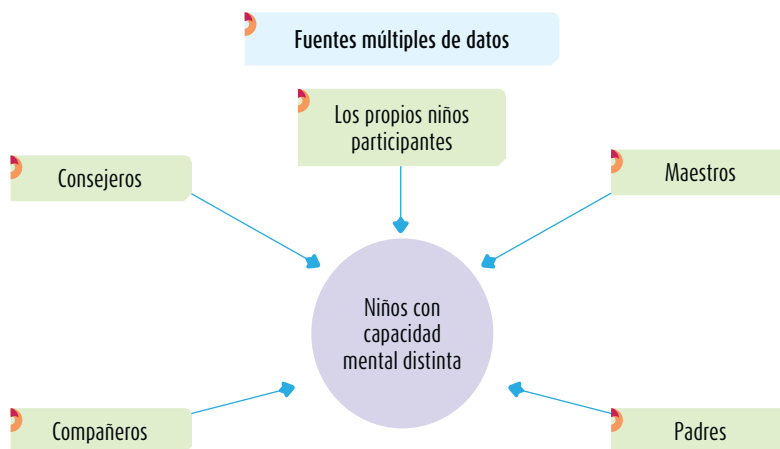 Fuentes múltiples de datos
Los propios niños
participantes
Consejeros
Maestros
Niños con
capacidad
mental distinta
Compañeros
Padres